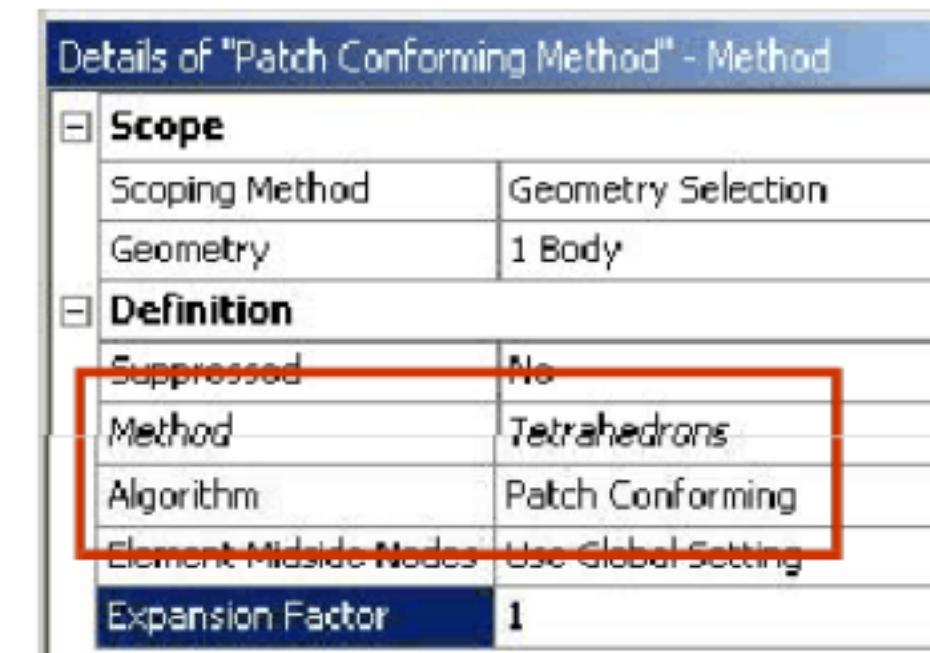 Details of "Patch Conforming Method" - Method
Scope
Scoping Method Geometry Selection
Geometry 1 Body
Definition
Suppressed No
Method Tetrahedrons
Algorithm Patch Conforming
Element Midside Nodes Use Global Setting
Expansion Factor 1